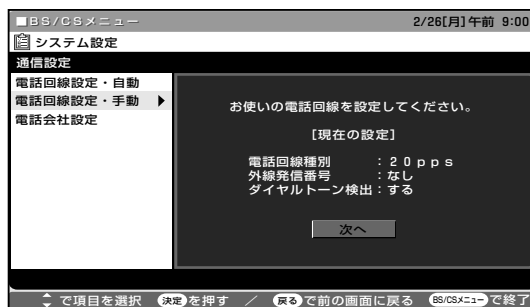 ■BS/CSメニュー 2/26[月]午前 9:00
システム設定
通信設定
電話回線設定・自動
電話回線設定・手動 ▶
電話会社設定
お使いの電話回線を設定してください。
[現在の設定]
電話回線種別 :20pps
外線発信番号 :なし
ダイヤルトーン検出:する
次へ
で項目を選択 決定を押す / 戻るで前の画面に戻る BS/CSメニューで終了